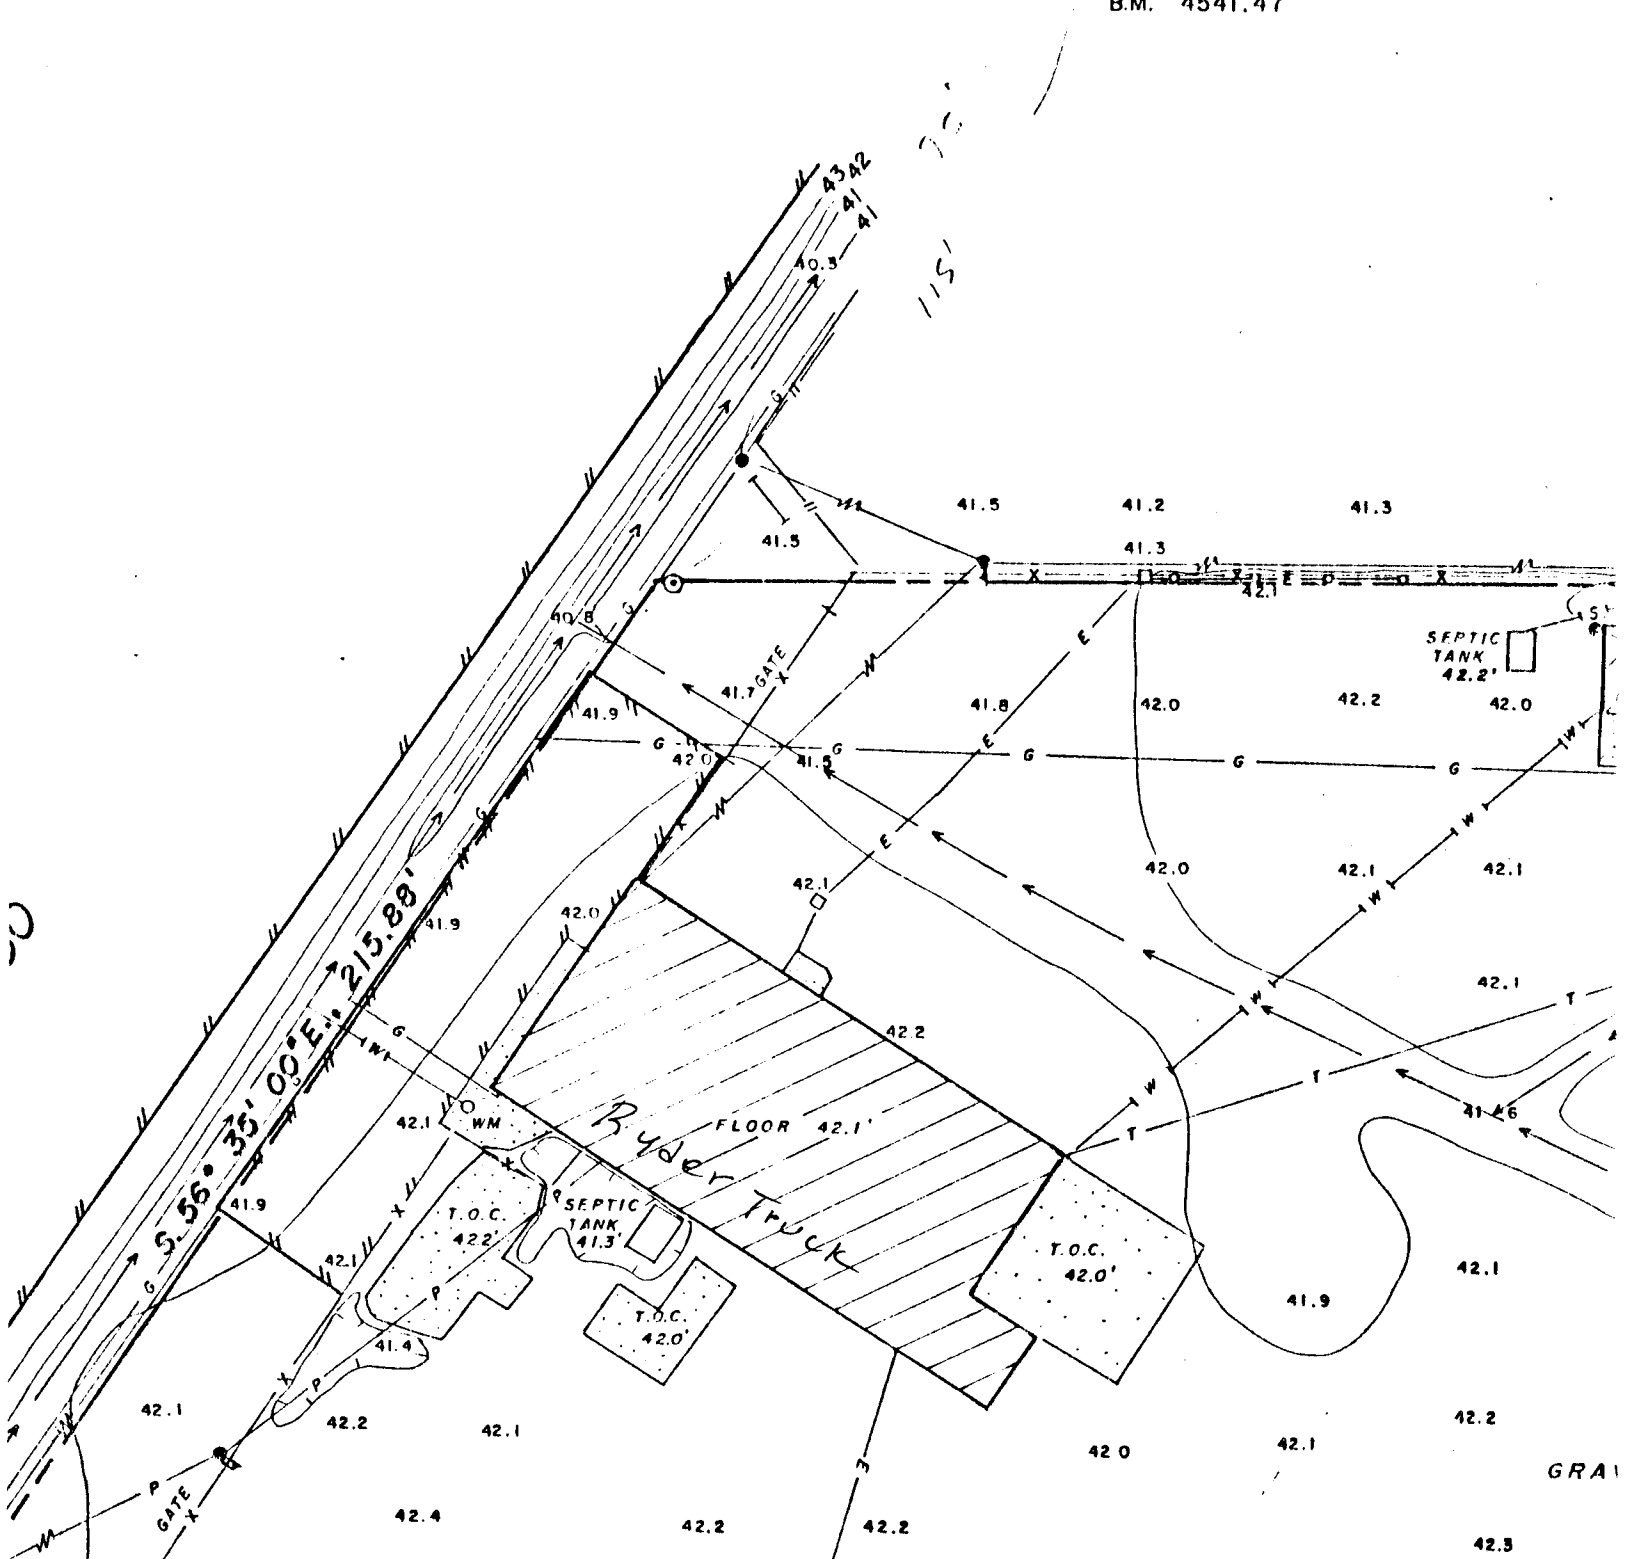 B.M. 4541.47
75'
43 42
41
41
40.3
115'
G
41.5 41.2 41.3
41.5
41.3
X X E X
42.1
40.8 G
GATE
X
41.7
E
SEPTIC
TANK
42.2'
S
41.9
41.8 42.0 42.2 42.0
G G G G G
42.0 41.5
E
W
G
X
E
W
42.0 42.1 42.1
42.1
W
42.0
41.9
S.56° 35' 00" E., 215.88'
42.1
T
W
G
W
42.2
T
W
42.1
WM
FLOOR 42.1'
T
41.6
Ryder Truck
X
P
SEPTIC
TANK
41.3'
41.9
X
T.O.C.
42.2'
42.1
G
P
T.O.C.
42.0'
T.O.C.
42.0'
42.1
41.9
41.4
X
P
42.1 42.2 42.1
42.0 42.1 42.2
P
GATE
X
GRAV
42.4 42.2 42.2 42.3